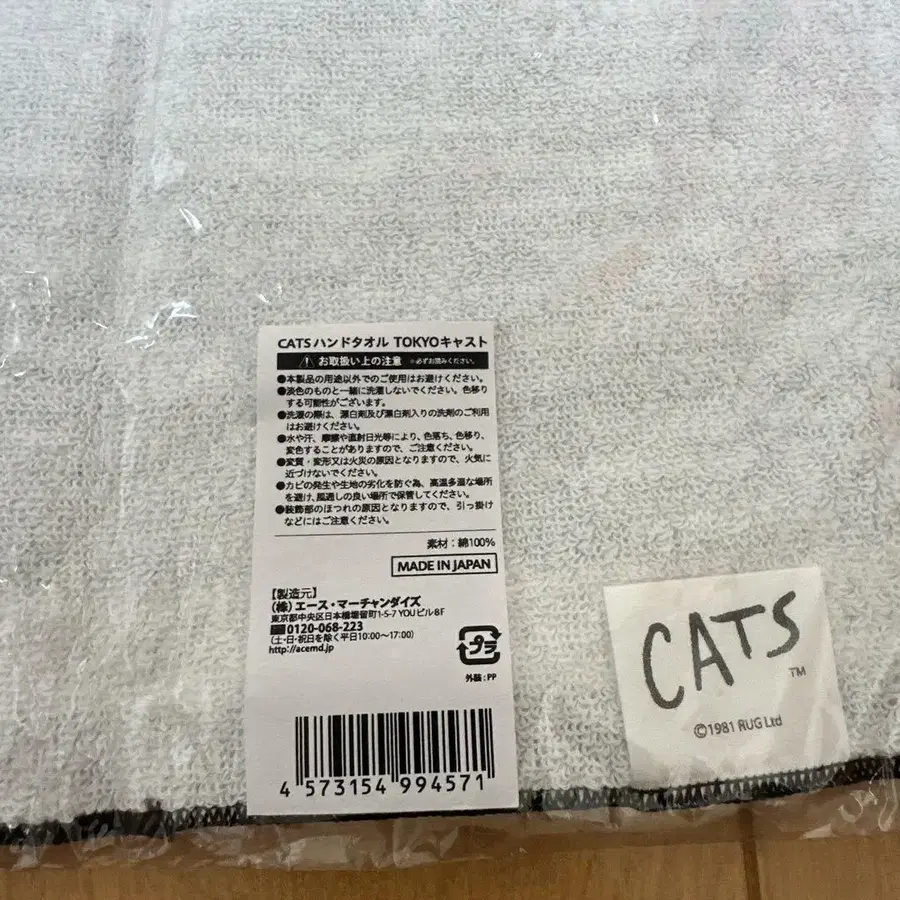 CATSハンドタオル TOKYOキャスト
お取扱い上の注意 ※必ずお読みください。
●本製品の用途以外でのご使用はお避けください。
●淡色のものと一緒に洗濯しないでください。色移り
する可能性がございます。
●洗濯の際は、漂白剤及び漂白剤入りの洗剤のご利用
はお避けください。
●水や汗、摩擦や直射日光等により、色落ち、色移り、
変色することがありますので、ご注意ください。
●変質・変形又は火災の原因となりますので、火気に
近づけないでください。
●カビの発生や生地の劣化を防ぐ為、高温多湿な場所
を避け、風通しの良い場所で保管してください。
●装飾部のほつれの原因となりますので、引っ掛け
などにはご注意ください。
素材:綿100%
MADE IN JAPAN
【製造元】
(株)エース・マーチャンダイズ
東京都中央区日本橋堀留町1-5-7 YOUビル8F
0120-068-223
(土・日・祝日を除く平日10:00〜17:00)
http://acemd.jp
プラ
外装:PP
4 573154 994571
CATS
TM
©1981 RUG Ltd